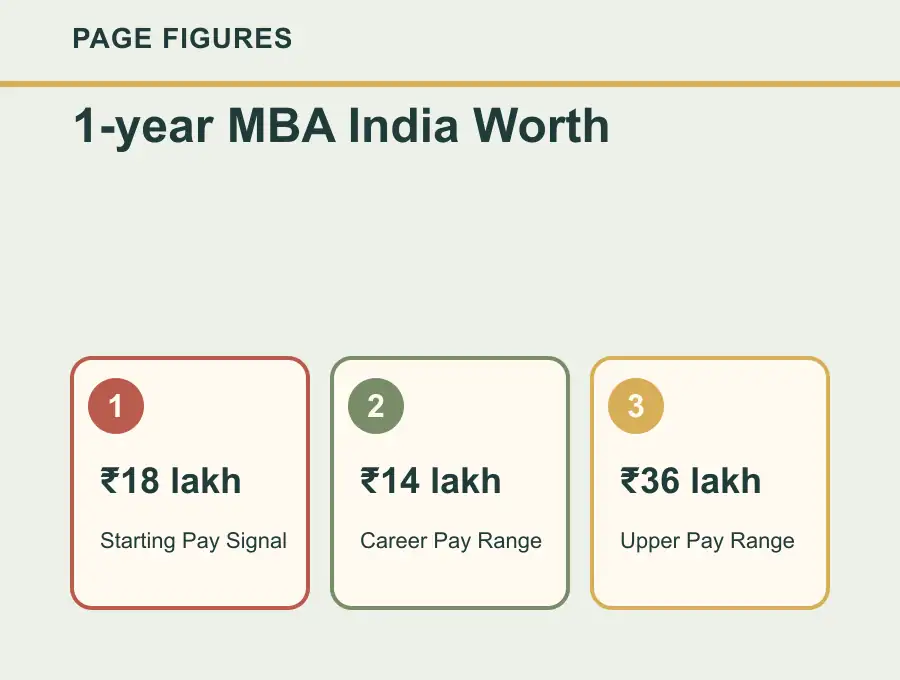 PAGE FIGURES
1-year MBA India Worth
1
₹18 lakh
Starting Pay Signal
2
₹14 lakh
Career Pay Range
3
₹36 lakh
Upper Pay Range